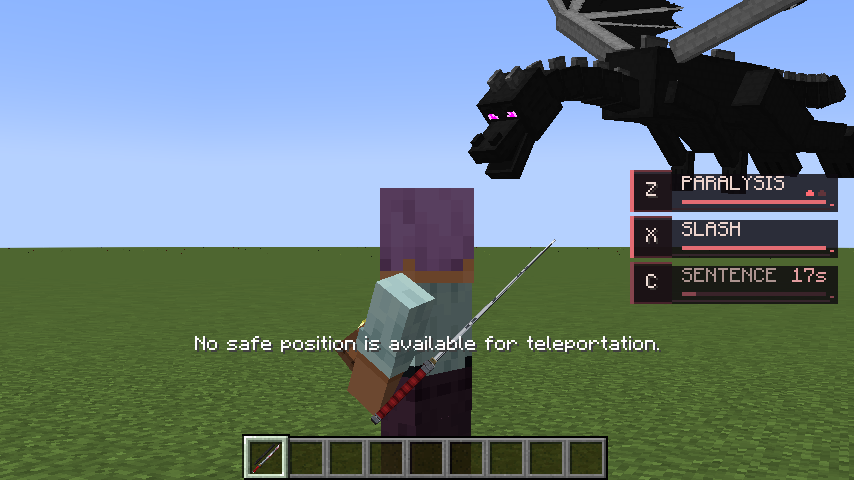 Z PARALYSIS
X SLASH
C SENTENCE 17s
No safe position is available for teleportation.